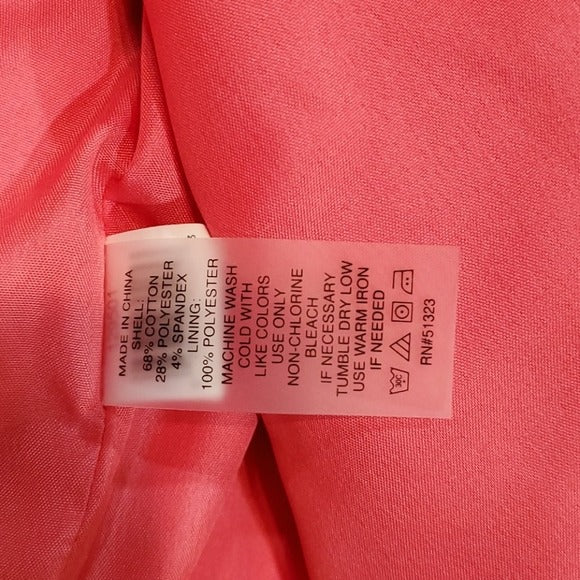 MADE IN CHINA
SHELL:
68% COTTON
28% POLYESTER
4% SPANDEX
LINING:
100% POLYESTER
MACHINE WASH
COLD WITH
LIKE COLORS
USE ONLY
NON-CHLORINE
BLEACH
IF NECESSARY
TUMBLE DRY LOW
USE WARM IRON
IF NEEDED
30C
RN#51323